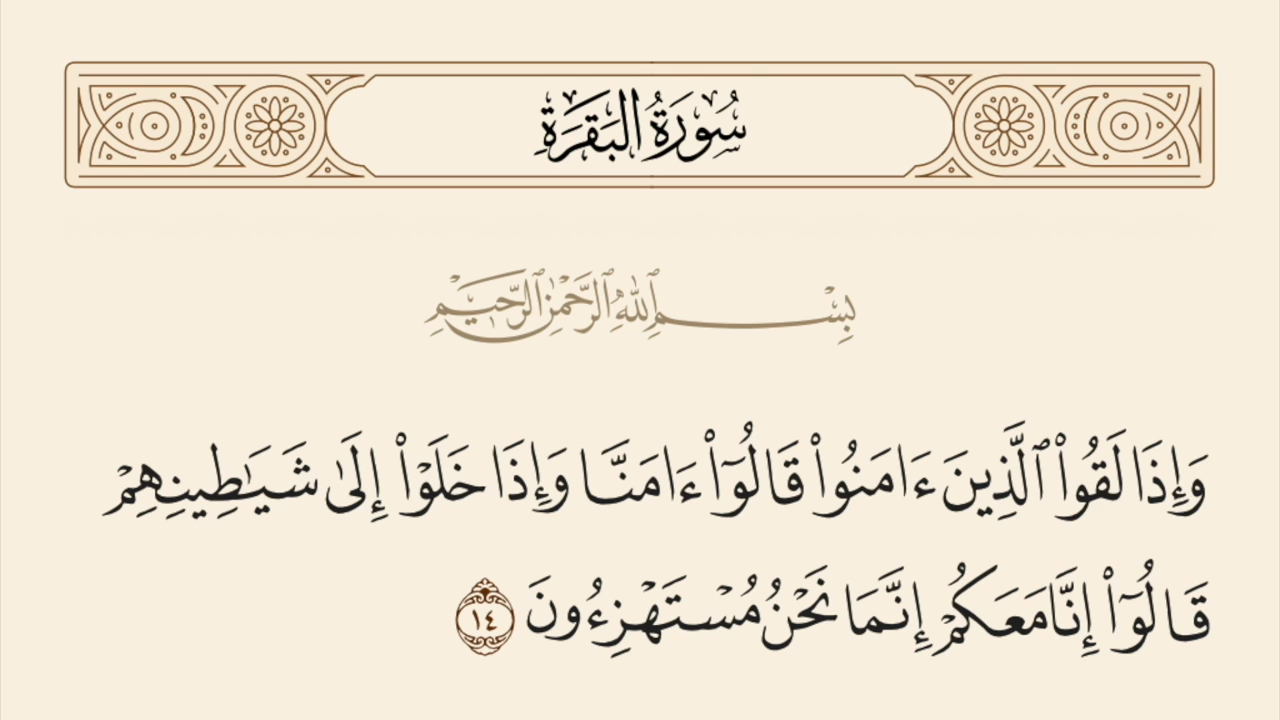 سُورَةُ البَقَرَةِ
بِسْمِ ٱللَّهِ ٱلرَّحْمَٰنِ ٱلرَّحِيمِ
وَإِذَا لَقُوا۟ ٱلَّذِينَ ءَامَنُوا۟ قَالُوٓا۟ ءَامَنَّا وَإِذَا خَلَوْا۟ إِلَىٰ شَيَـٰطِينِهِمْ
قَالُوٓا۟ إِنَّا مَعَكُمْ إِنَّمَا نَحْنُ مُسْتَهْزِءُونَ ١٤